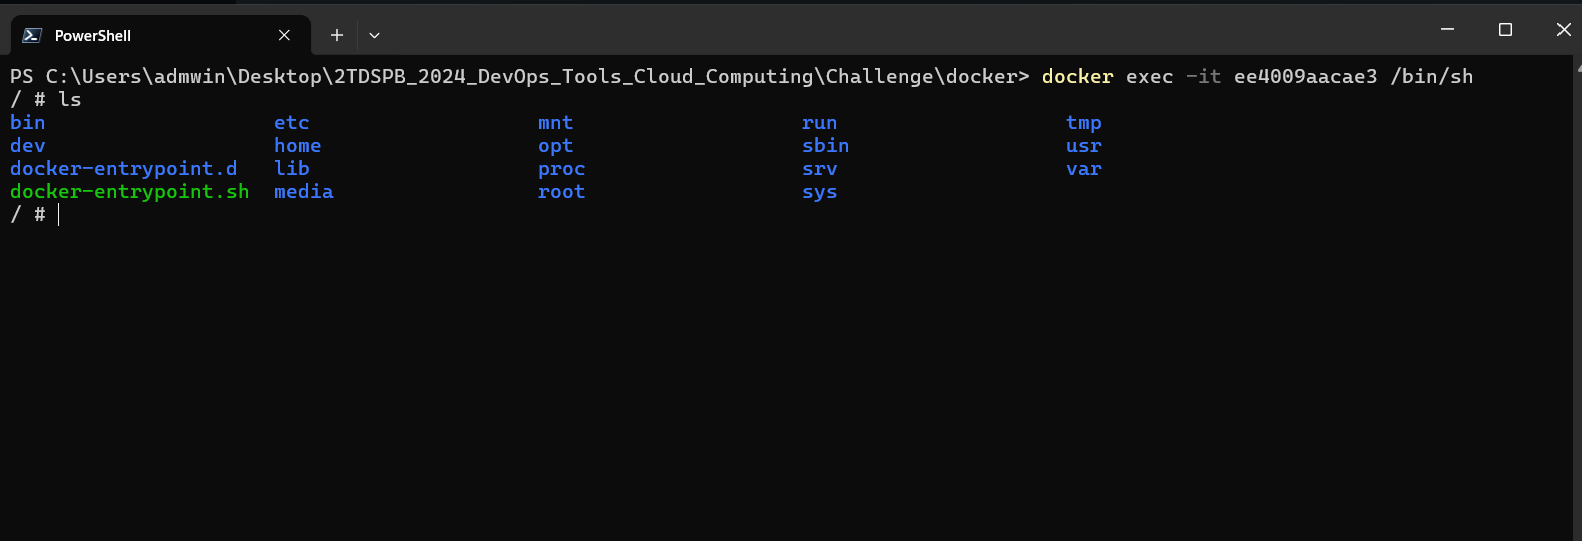 PowerShell
PS C:\Users\admwin\Desktop\2TDSPB_2024_DevOps_Tools_Cloud_Computing\Challenge\docker> docker exec -it ee4009aacae3 /bin/sh
/ # ls
bin etc mnt run tmp
dev home opt sbin usr
docker-entrypoint.d lib proc srv var
docker-entrypoint.sh media root sys
/ #